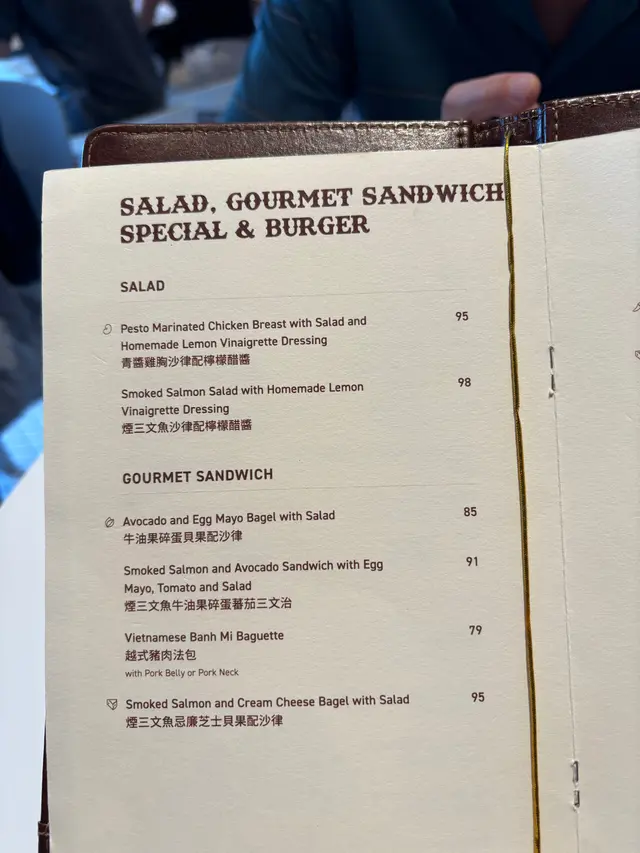 SALAD, GOURMET SANDWICH
SPECIAL & BURGER
SALAD
Pesto Marinated Chicken Breast with Salad and 95
Homemade Lemon Vinaigrette Dressing
青醬雞胸沙律配檸檬醋醬
Smoked Salmon Salad with Homemade Lemon 98
Vinaigrette Dressing
煙三文魚沙律配檸檬醋醬
GOURMET SANDWICH
Avocado and Egg Mayo Bagel with Salad 85
牛油果碎蛋貝果配沙律
Smoked Salmon and Avocado Sandwich with Egg 91
Mayo, Tomato and Salad
煙三文魚牛油果碎蛋蕃茄三文治
Vietnamese Banh Mi Baguette 79
越式豬肉法包
with Pork Belly or Pork Neck
Smoked Salmon and Cream Cheese Bagel with Salad 95
煙三文魚忌廉芝士貝果配沙律